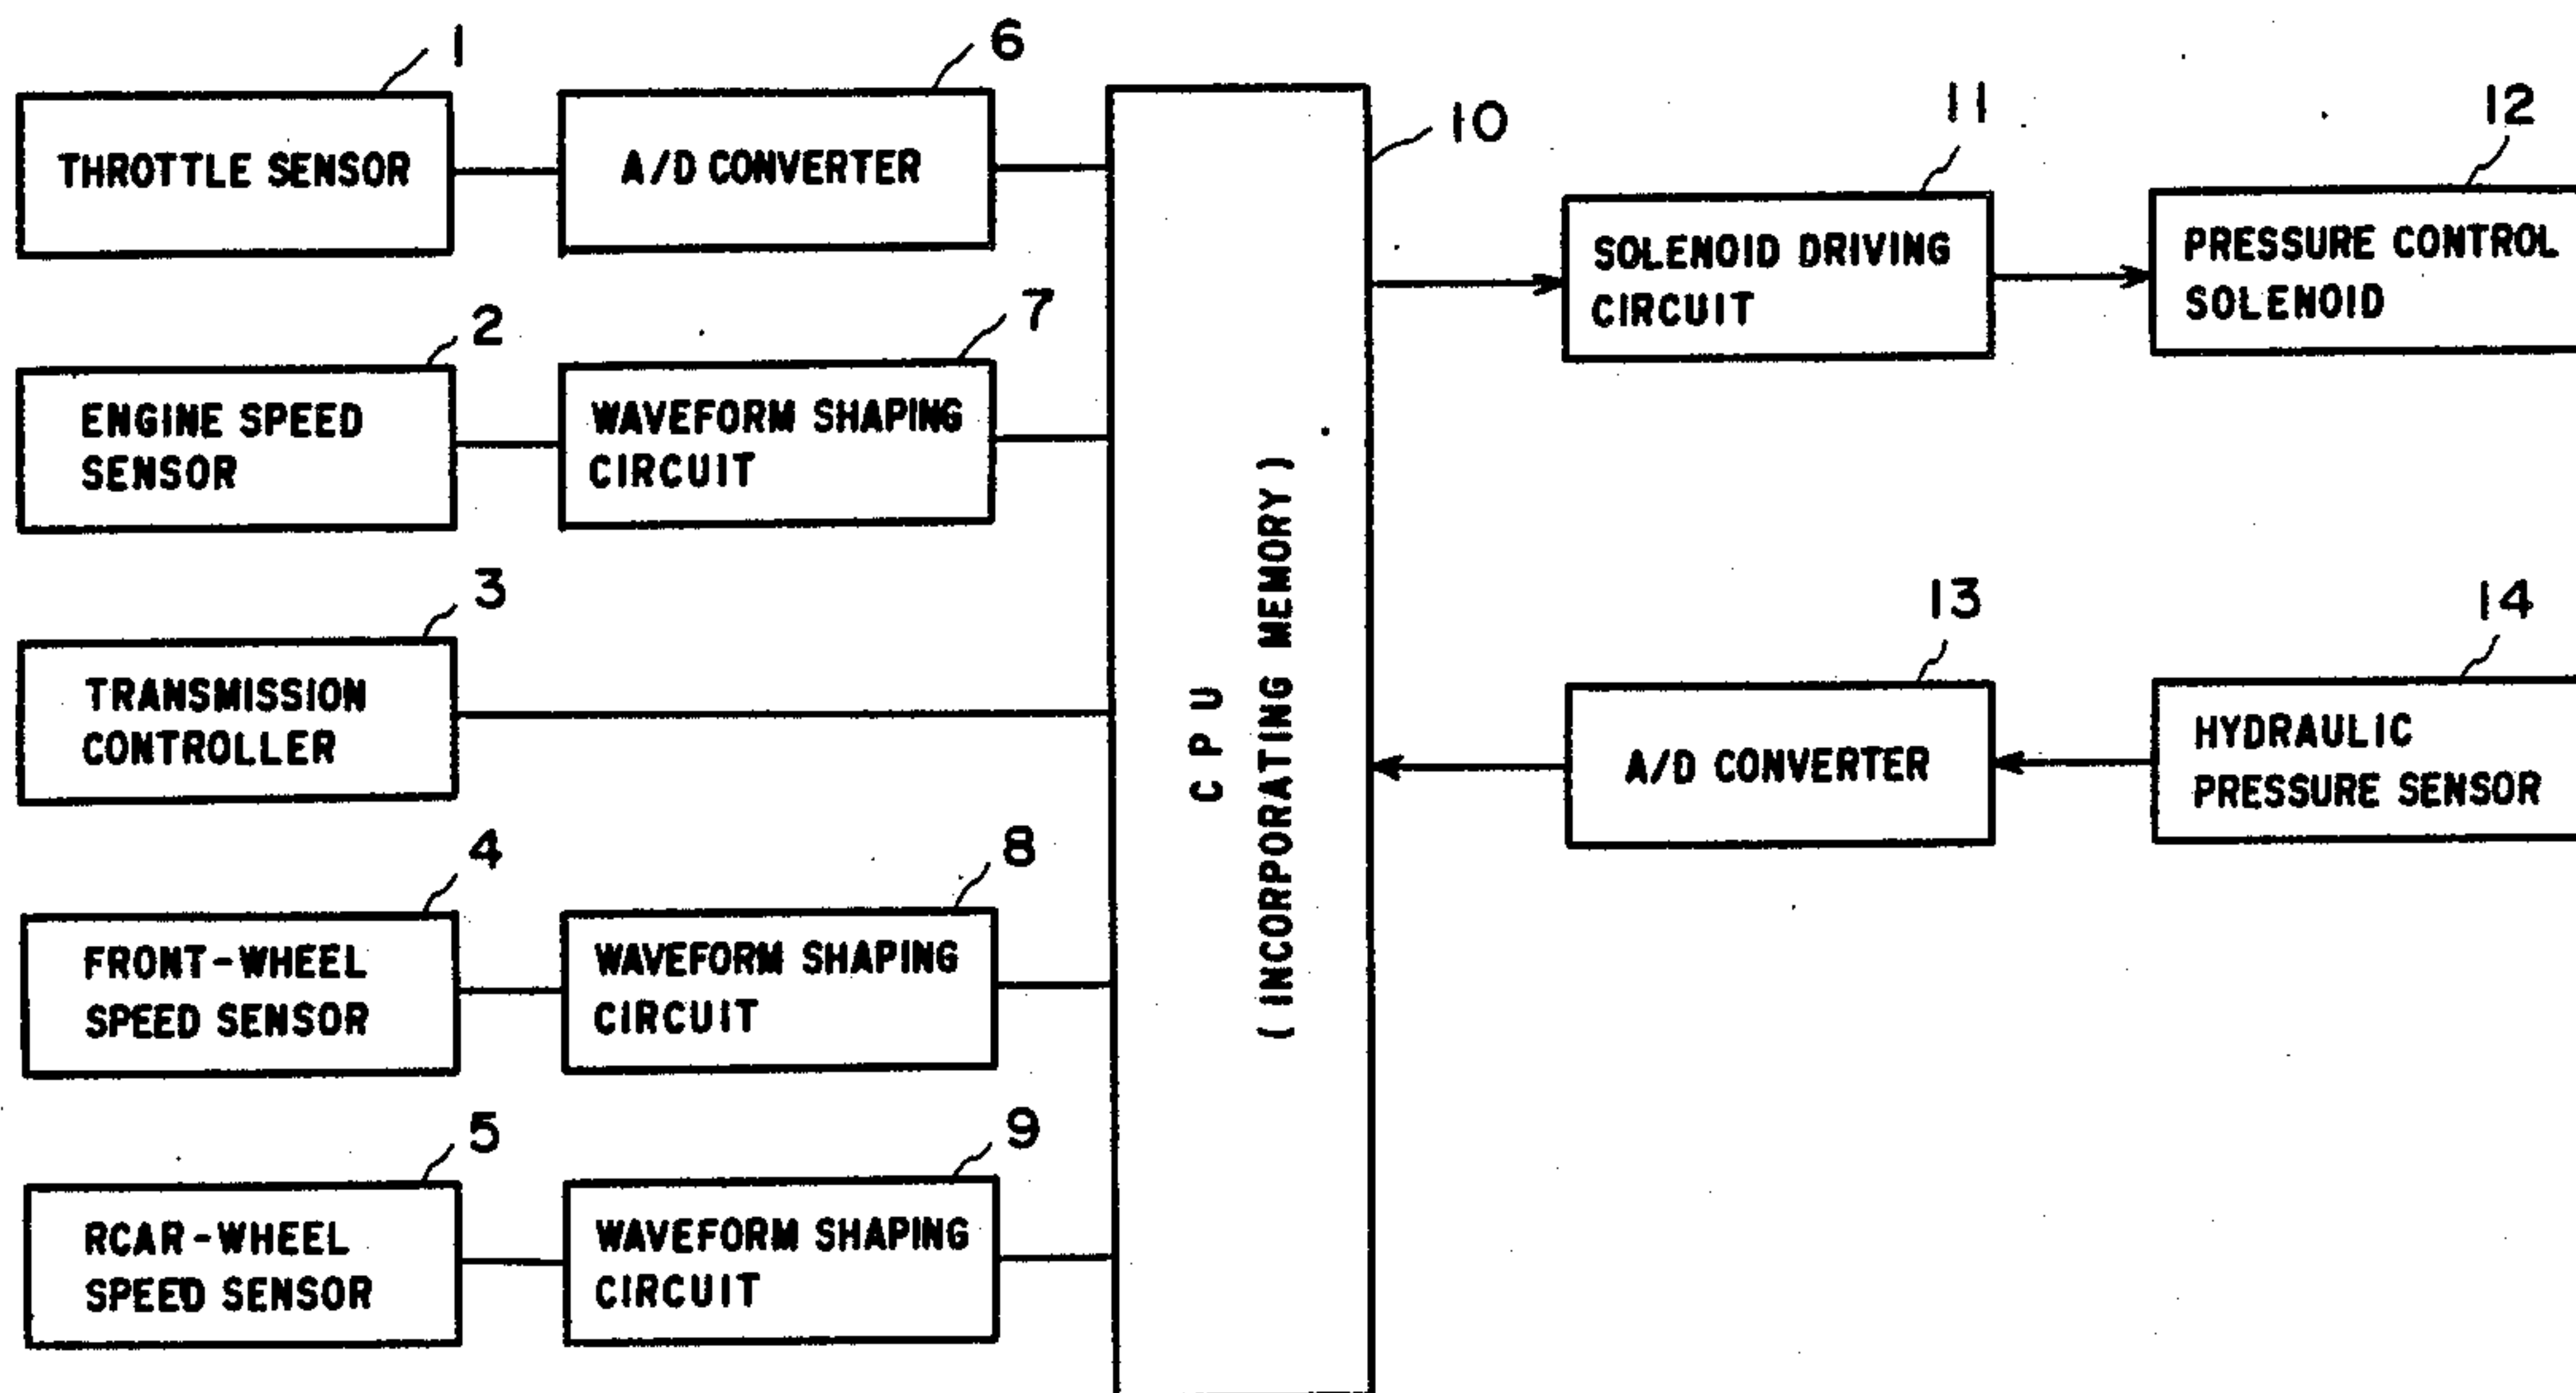 1
THROTTLE SENSOR
6
A/D CONVERTER
2
ENGINE SPEED
SENSOR
7
WAVEFORM SHAPING
CIRCUIT
3
TRANSMISSION
CONTROLLER
4
FRONT-WHEEL
SPEED SENSOR
8
WAVEFORM SHAPING
CIRCUIT
5
RCAR-WHEEL
SPEED SENSOR
9
WAVEFORM SHAPING
CIRCUIT
10
CPU
(INCORPORATING MEMORY)
11
SOLENOID DRIVING
CIRCUIT
12
PRESSURE CONTROL
SOLENOID
13
A/D CONVERTER
14
HYDRAULIC
PRESSURE SENSOR